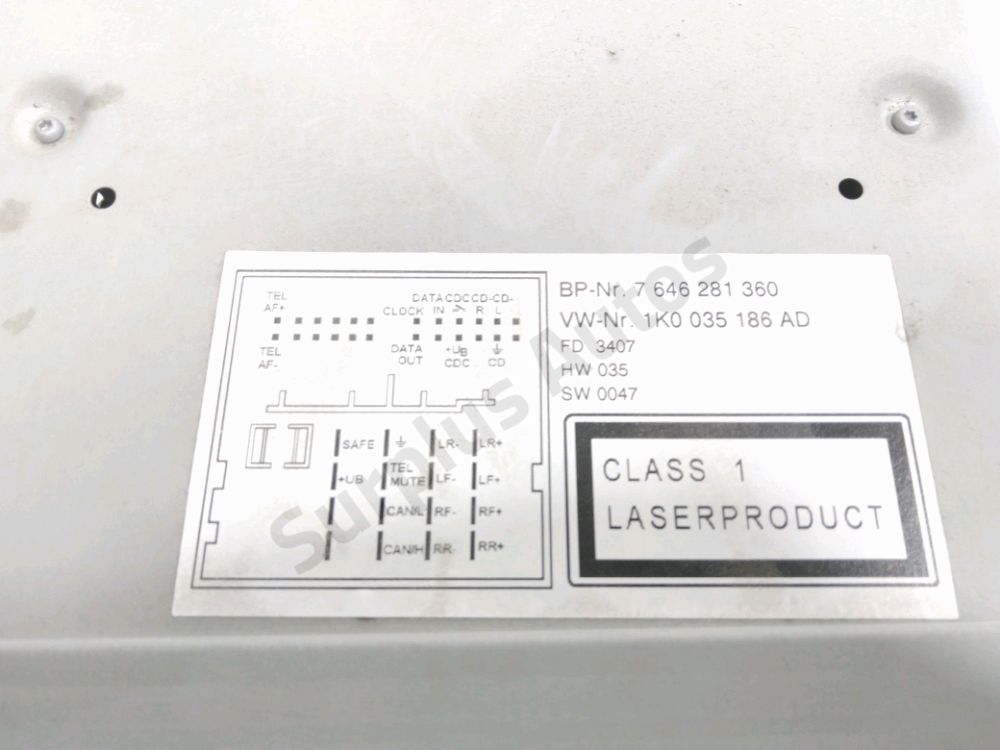 TEL
AF+
TEL
AF-
DATA CDC CD- CD-
CLOCK IN R L
DATA
OUT
+UB
CDC CD
SAFE LR- LR+
+UB TEL
MUTE LF- LF+
CAN/L RF- RF+
CAN/H RR- RR+
BP-Nr. 7 646 281 360
VW-Nr. 1K0 035 186 AD
FD 3407
HW 035
SW 0047
CLASS 1
LASERPRODUCT
Surplus Autos